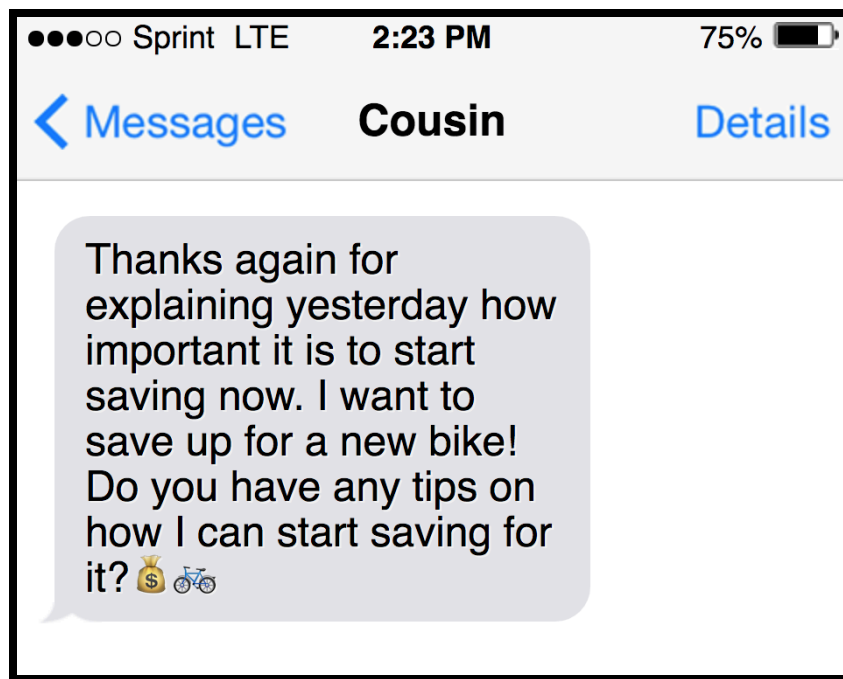 ●●●○○ Sprint LTE 2:23 PM 75%
Messages Cousin Details
Thanks again for
explaining yesterday how
important it is to start
saving now. I want to
save up for a new bike!
Do you have any tips on
how I can start saving for
it?💰🚲